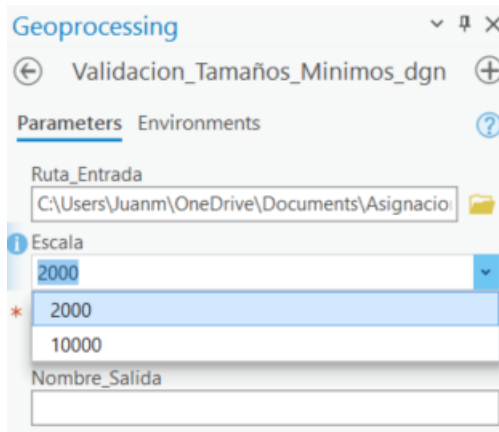 Geoprocessing
Validacion_Tamaños_Minimos_dgn
Parameters Environments
Ruta_Entrada
C:\Users\Juanm\OneDrive\Documents\Asignacio
Escala
2000
* 2000
10000
Nombre_Salida